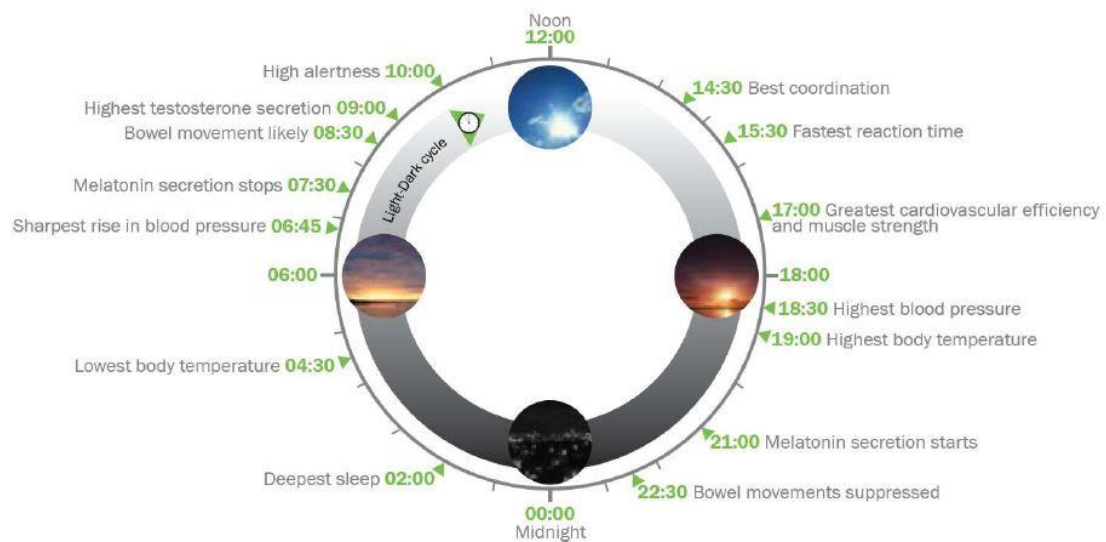 Noon
12:00
High alertness 10:00
Highest testosterone secretion 09:00
Bowel movement likely 08:30
Melatonin secretion stops 07:30
Sharpest rise in blood pressure 06:45
06:00
Lowest body temperature 04:30
Deepest sleep 02:00
Light-Dark cycle
14:30 Best coordination
15:30 Fastest reaction time
17:00 Greatest cardiovascular efficiency
and muscle strength
18:00
18:30 Highest blood pressure
19:00 Highest body temperature
21:00 Melatonin secretion starts
22:30 Bowel movements suppressed
00:00
Midnight